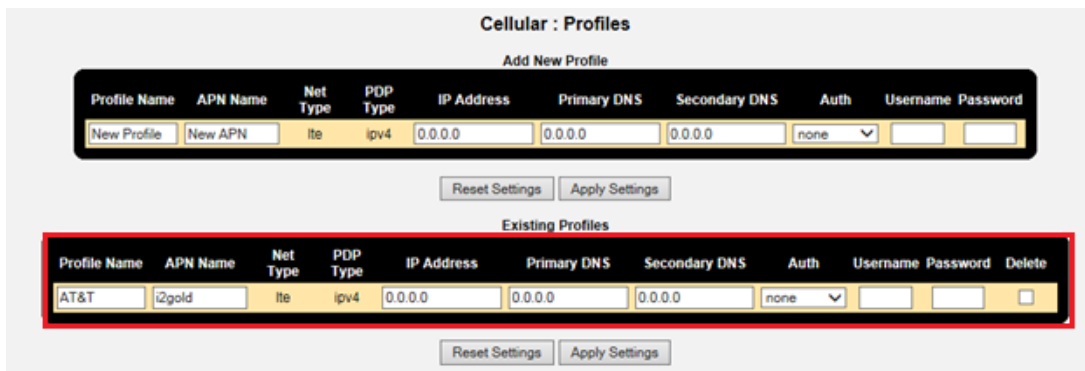 Cellular : Profiles
Add New Profile
Profile Name APN Name Net Type PDP Type IP Address Primary DNS Secondary DNS Auth Username Password
New Profile New APN lte ipv4 0.0.0.0 0.0.0.0 0.0.0.0 none
Reset Settings Apply Settings
Existing Profiles
Profile Name APN Name Net Type PDP Type IP Address Primary DNS Secondary DNS Auth Username Password Delete
AT&T i2gold lte ipv4 0.0.0.0 0.0.0.0 0.0.0.0 none
Reset Settings Apply Settings